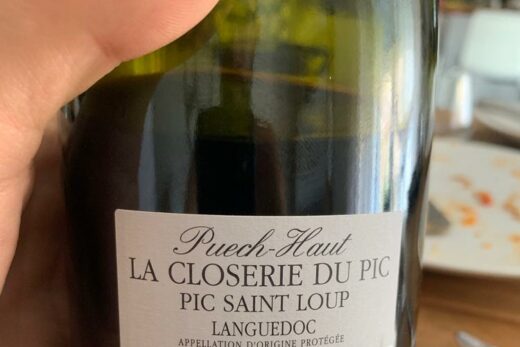 Puech-Haut
LA CLOSERIE DU PIC
PIC SAINT LOUP
LANGUEDOC
APPELLATION D'ORIGINE PROTÉGÉE